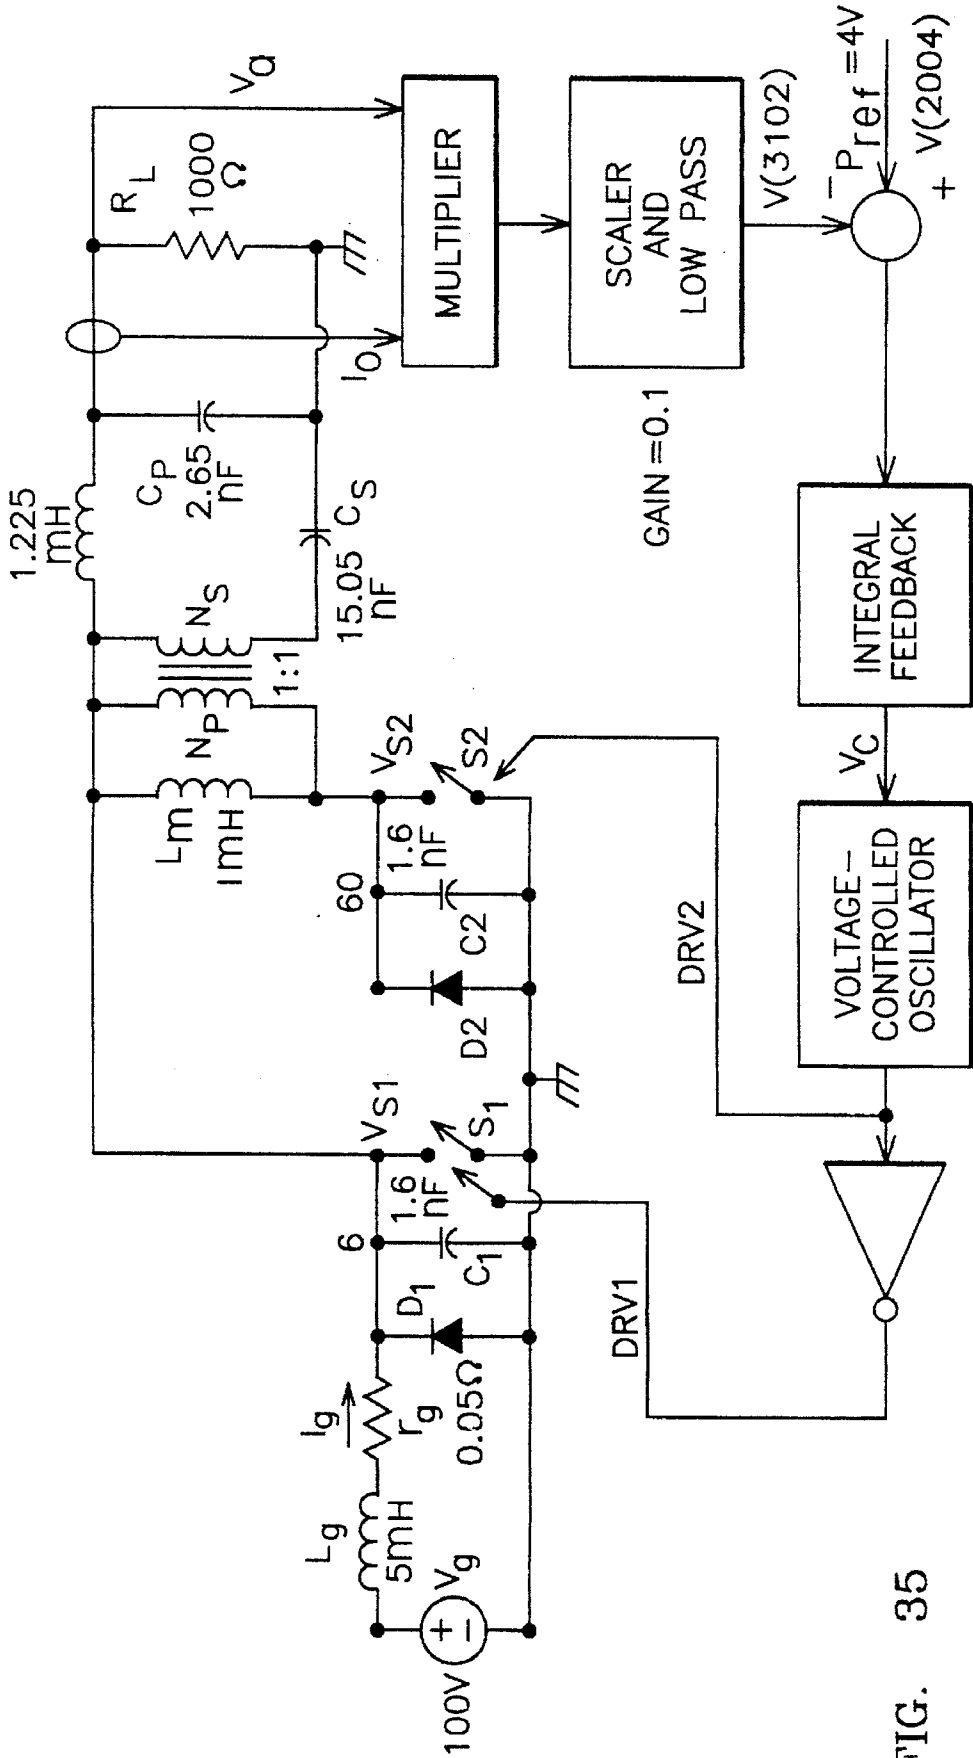 1.225
mH
Lm
1mH
NP
NS
1:1
CP
2.65
nF
15.05
nF
CS
IO
RL
1000
Ω
Va
MULTIPLIER
SCALER
AND
LOW PASS
GAIN=0.1
V(3102)
−
Pref=4V
V(2004)
+
100V
Vg
+
−
Lg
5mH
Ig
rg
0.05Ω
D1
6
C1
1.6
nF
VS1
S1
D2
60
C2
1.6
nF
VS2
S2
DRV1
DRV2
VOLTAGE-
CONTROLLED
OSCILLATOR
VC
INTEGRAL
FEEDBACK
FIG. 35